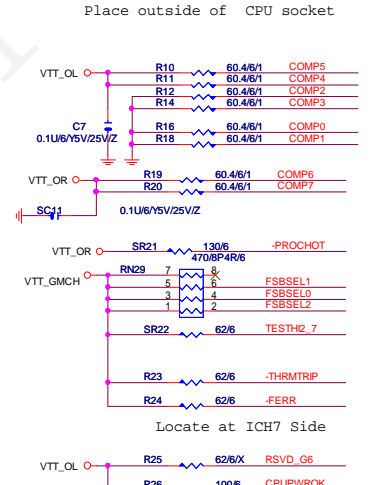 Place outside of CPU socket
VTT_OL R10 60.4/6/1 COMP5
R11 60.4/6/1 COMP4
R12 60.4/6/1 COMP2
R14 60.4/6/1 COMP3
C7 R16 60.4/6/1 COMP0
0.1U/6/Y5V/25V/Z R18 60.4/6/1 COMP1
VTT_OR R19 60.4/6/1 COMP6
R20 60.4/6/1 COMP7
SC11 0.1U/6/Y5V/25V/Z
VTT_OR SR21 130/6 -PROCHOT
470/8P4R/6
VTT_GMCH RN29 7 8
5 6 FSBSEL1
3 4 FSBSEL0
1 2 FSBSEL2
SR22 62/6 TESTHI2_7
R23 62/6 -THRMTRIP
R24 62/6 -FERR
Locate at ICH7 Side
VTT_OL R25 62/6/X RSVD_G6
R26 100/6 CPUPWROK